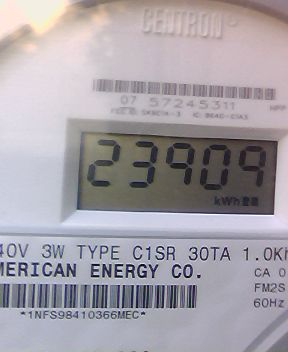 CENTRON
07 57245311
23909
kWh
40V 3W TYPE C1SR 30TA 1.0Kh
MERICAN ENERGY CO.
CA 0
FM2S
60Hz
*1NFS98410366MEC*